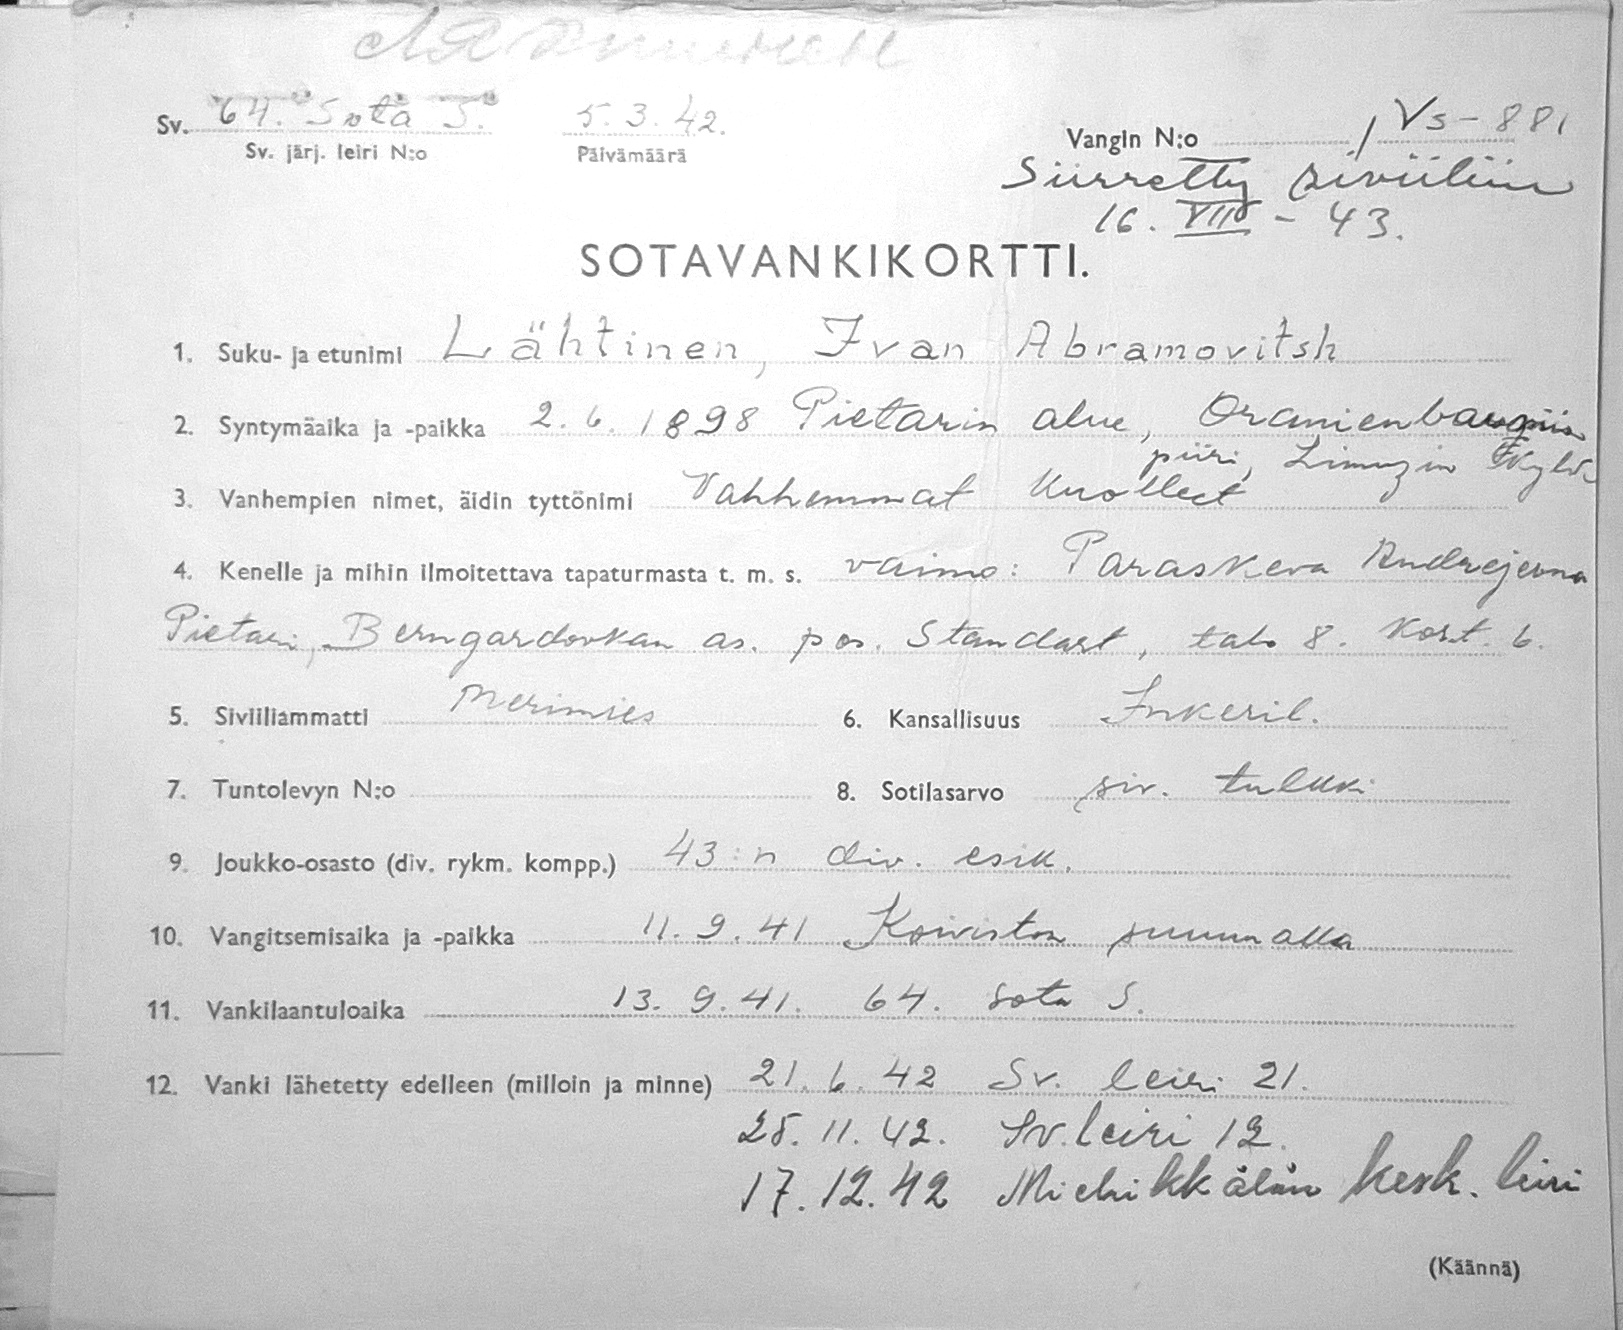 Sv. 64. Sota S. 5. 3. 42. Vangin N:o / Vs - 881
Sv. järj. leiri N:o Päivämäärä
Siirretty siviiliin
16. VIII - 43.
SOTAVANKIKORTTI.
1. Suku- ja etunimi Lähtinen, Ivan Abramovitsh
2. Syntymäaika ja -paikka 2. 6. 1898 Pietarin alue,
piiri,
3. Vanhempien nimet, äidin tyttönimi Vanhemmat kuolleet
4. Kenelle ja mihin ilmoitettava tapaturmasta t. m. s. vaimo: Paraskeva Andrejevna
Pietari, Berngardovkan as. pos. Standart, talo 8. Kort. 6.
5. Siviiliammatti Merimies 6. Kansallisuus Inkeril.
7. Tuntolevyn N:o 8. Sotilasarvo siv. tulkki
9. Joukko-osasto (div. rykm. kompp.) 43:n div. esik.
10. Vangitsemisaika ja -paikka 11. 9. 41 Koiviston suunnalla
11. Vankilaantuloaika 13. 9. 41. 64. Sota S.
12. Vanki lähetetty edelleen (milloin ja minne) 21. 6. 42 Sv. leiri 21.
25. 11. 42. Sv. leiri 12.
17. 12. 42 Miehikkälän kesk. leiri
(Käännä)